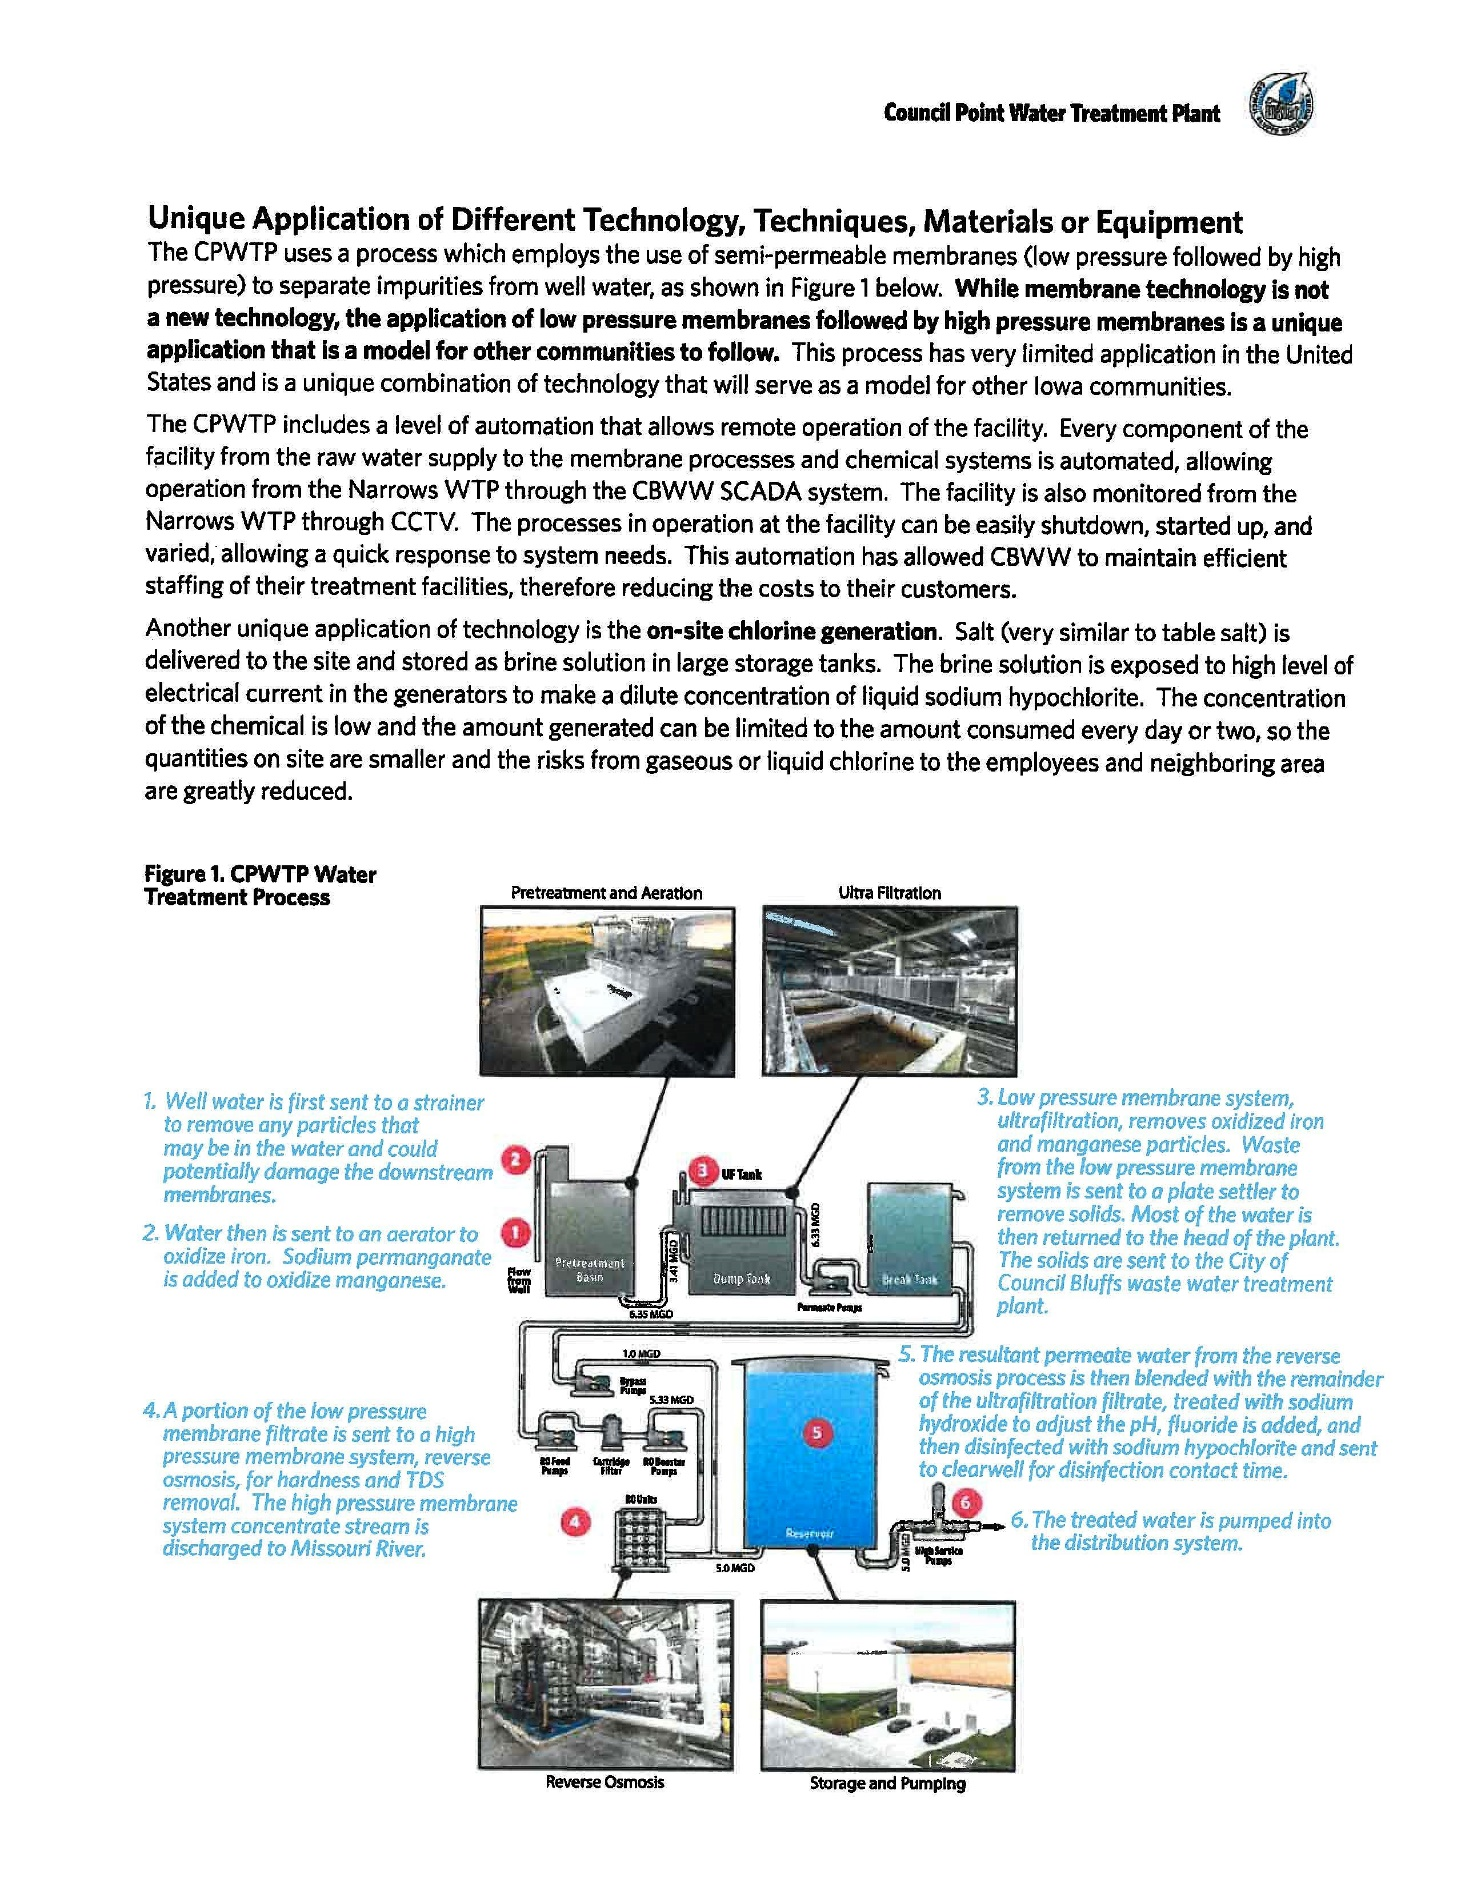 Council Point Water Treatment Plant
Unique Application of Different Technology, Techniques, Materials or Equipment
The CPWTP uses a process which employs the use of semi-permeable membranes (low pressure followed by high
pressure) to separate impurities from well water, as shown in Figure 1 below. While membrane technology is not
a new technology, the application of low pressure membranes followed by high pressure membranes is a unique
application that is a model for other communities to follow. This process has very limited application in the United
States and is a unique combination of technology that will serve as a model for other Iowa communities.
The CPWTP includes a level of automation that allows remote operation of the facility. Every component of the
facility from the raw water supply to the membrane processes and chemical systems is automated, allowing
operation from the Narrows WTP through the CBWW SCADA system. The facility is also monitored from the
Narrows WTP through CCTV. The processes in operation at the facility can be easily shutdown, started up, and
varied, allowing a quick response to system needs. This automation has allowed CBWW to maintain efficient
staffing of their treatment facilities, therefore reducing the costs to their customers.
Another unique application of technology is the on-site chlorine generation. Salt (very similar to table salt) is
delivered to the site and stored as brine solution in large storage tanks. The brine solution is exposed to high level of
electrical current in the generators to make a dilute concentration of liquid sodium hypochlorite. The concentration
of the chemical is low and the amount generated can be limited to the amount consumed every day or two, so the
quantities on site are smaller and the risks from gaseous or liquid chlorine to the employees and neighboring area
are greatly reduced.
Figure 1. CPWTP Water
Treatment Process
Pretreatment and Aeration
Ultra Filtration
1. Well water is first sent to a strainer
to remove any particles that
may be in the water and could
potentially damage the downstream
membranes.
2. Water then is sent to an aerator to
oxidize iron. Sodium permanganate
is added to oxidize manganese.
3. Low pressure membrane system,
ultrafiltration, removes oxidized iron
and manganese particles. Waste
from the low pressure membrane
system is sent to a plate settler to
remove solids. Most of the water is
then returned to the head of the plant.
The solids are sent to the City of
Council Bluffs waste water treatment
plant.
2
1
Flow
from
Well
Pretreatment
Basin
6.35 MGD
3.41 MGD
3
UF Tank
Dump Tank
6.33 MGD
Permeate Pumps
Break Tank
4. A portion of the low pressure
membrane filtrate is sent to a high
pressure membrane system, reverse
osmosis, for hardness and TDS
removal. The high pressure membrane
system concentrate stream is
discharged to Missouri River.
1.0 MGD
Bypass
Pumps
5.33 MGD
RO Feed
Pumps
Cartridge
Filter
RO Booster
Pumps
RO Units
4
5.0 MGD
5
Reservoir
5. The resultant permeate water from the reverse
osmosis process is then blended with the remainder
of the ultrafiltration filtrate, treated with sodium
hydroxide to adjust the pH, fluoride is added, and
then disinfected with sodium hypochlorite and sent
to clearwell for disinfection contact time.
6
5.0 MGD
High Service
Pumps
6. The treated water is pumped into
the distribution system.
Reverse Osmosis
Storage and Pumping